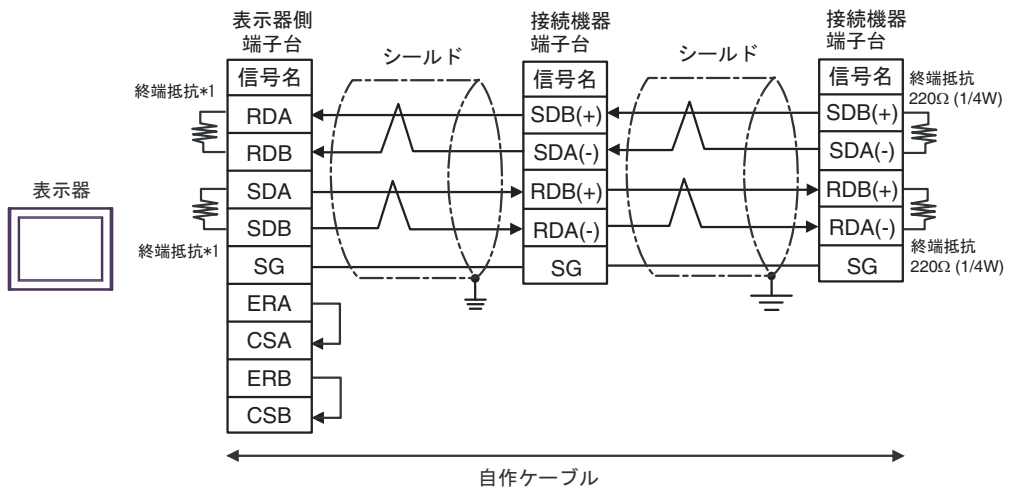 表示器側
端子台
信号名
RDA
RDB
SDA
SDB
SG
ERA
CSA
ERB
CSB
終端抵抗*1
終端抵抗*1
表示器
シールド
接続機器
端子台
信号名
SDB(+)
SDA(-)
RDB(+)
RDA(-)
SG
シールド
接続機器
端子台
信号名
SDB(+)
SDA(-)
RDB(+)
RDA(-)
SG
終端抵抗
220Ω (1/4W)
終端抵抗
220Ω (1/4W)
自作ケーブル